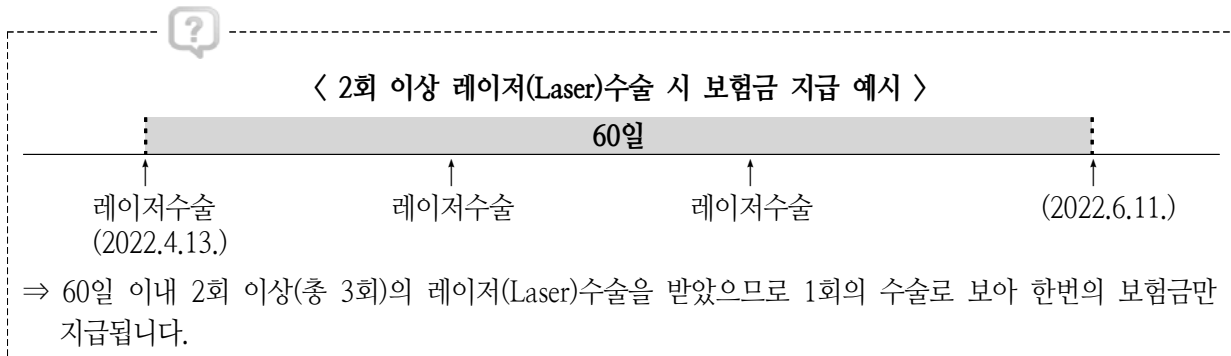 ?
〈 2회 이상 레이저(Laser)수술 시 보험금 지급 예시 〉
60일
레이저수술 레이저수술 레이저수술 (2022.6.11.)
(2022.4.13.)
⇒ 60일 이내 2회 이상(총 3회)의 레이저(Laser)수술을 받았으므로 1회의 수술로 보아 한번의 보험금만
지급됩니다.